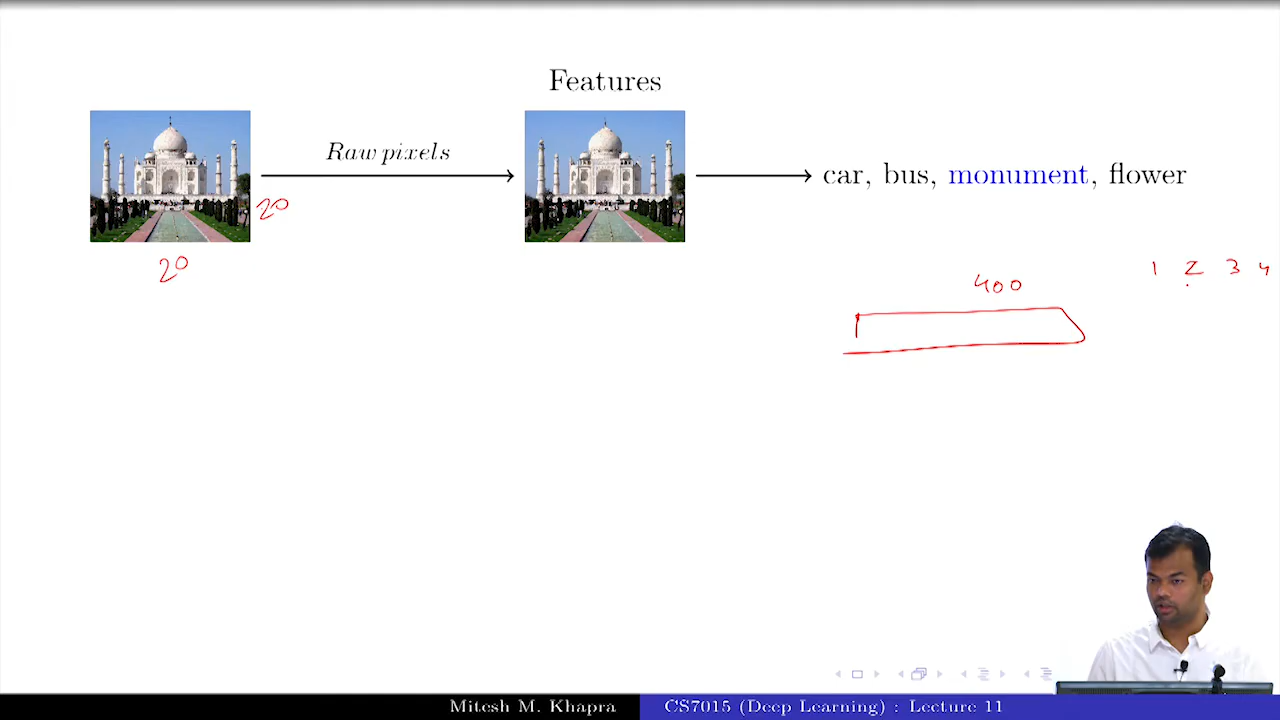 Features
Raw pixels
car, bus, monument, flower
20
20
400
1 2 3 4
Mitesh M. Khapra
CS7015 (Deep Learning) : Lecture 11